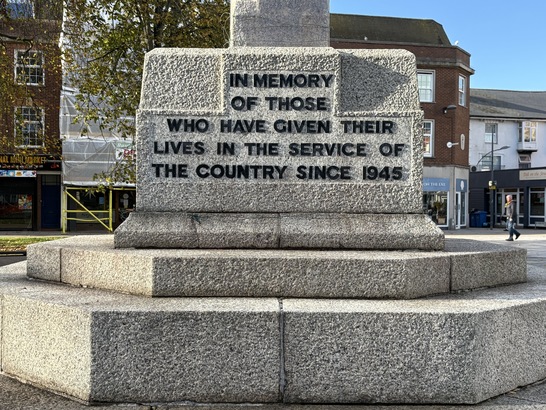 IN MEMORY
OF THOSE
WHO HAVE GIVEN THEIR
LIVES IN THE SERVICE OF
THE COUNTRY SINCE 1945